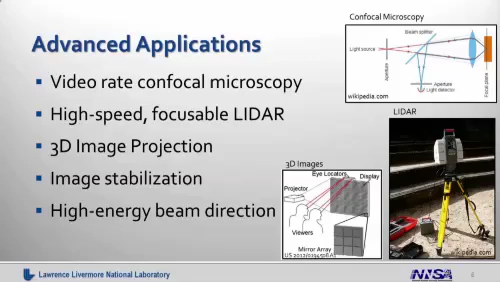 Confocal Microscopy
Advanced Applications
Beam splitter
Light source
Aperture
Aperture
Light detector
Focal plane
wikipedia.com
Video rate confocal microscopy
High-speed, focusable LIDAR
3D Image Projection
Image stabilization
High-energy beam direction
LIDAR
wikipedia.com
3D Images
Eye Locators
Display
Projector
Viewers
Mirror Array
Lawrence Livermore National Laboratory
NNSA
6